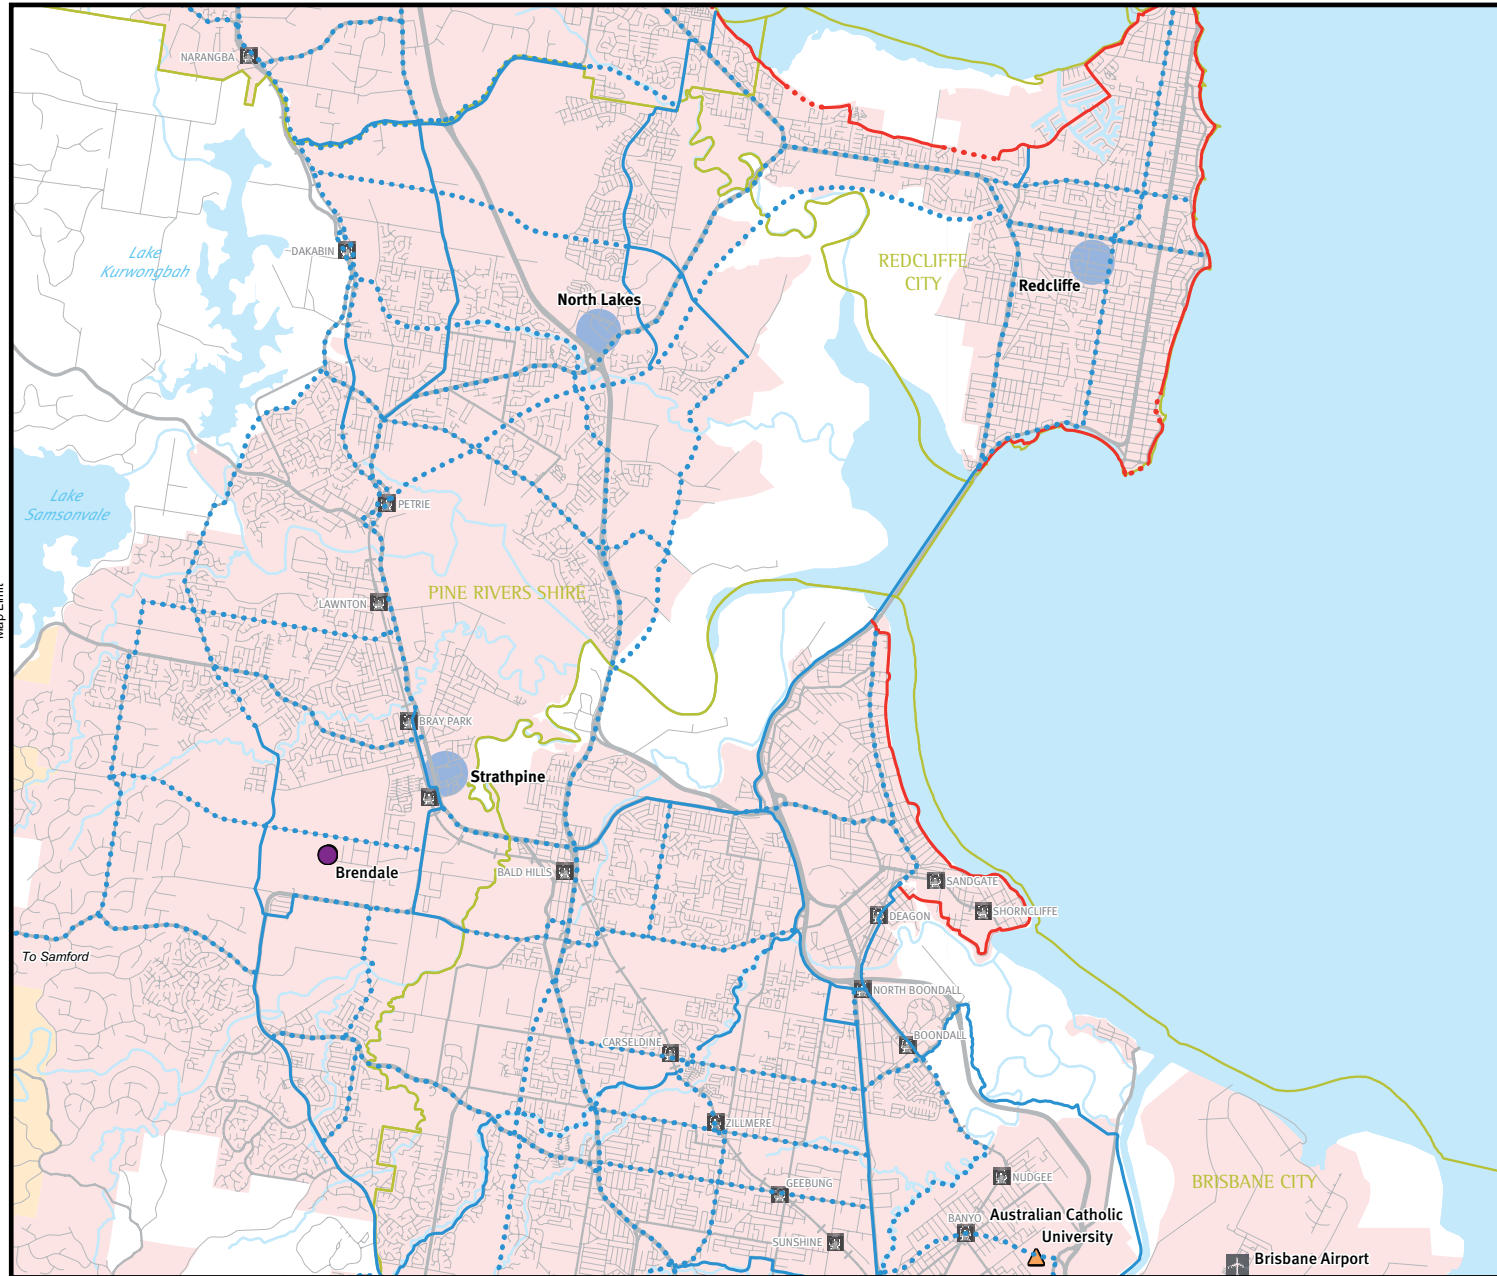 NARANGBA
Lake
Kurwongbah
DAKABIN
North Lakes
REDCLIFFE
CITY
Redcliffe
Lake
Samsonvale
PETRIE
PINE RIVERS SHIRE
LAWNTON
Map Limit
BRAY PARK
Strathpine
Brendale
BALD HILLS
SANDGATE
SHORNCLIFFE
DEAGON
To Samford
NORTH BOONDALL
BOONDALL
CARSELDINE
ZILLMERE
NUDGEE
GEEBUNG
BRISBANE CITY
BANYO
Australian Catholic
University
SUNSHINE
Brisbane Airport